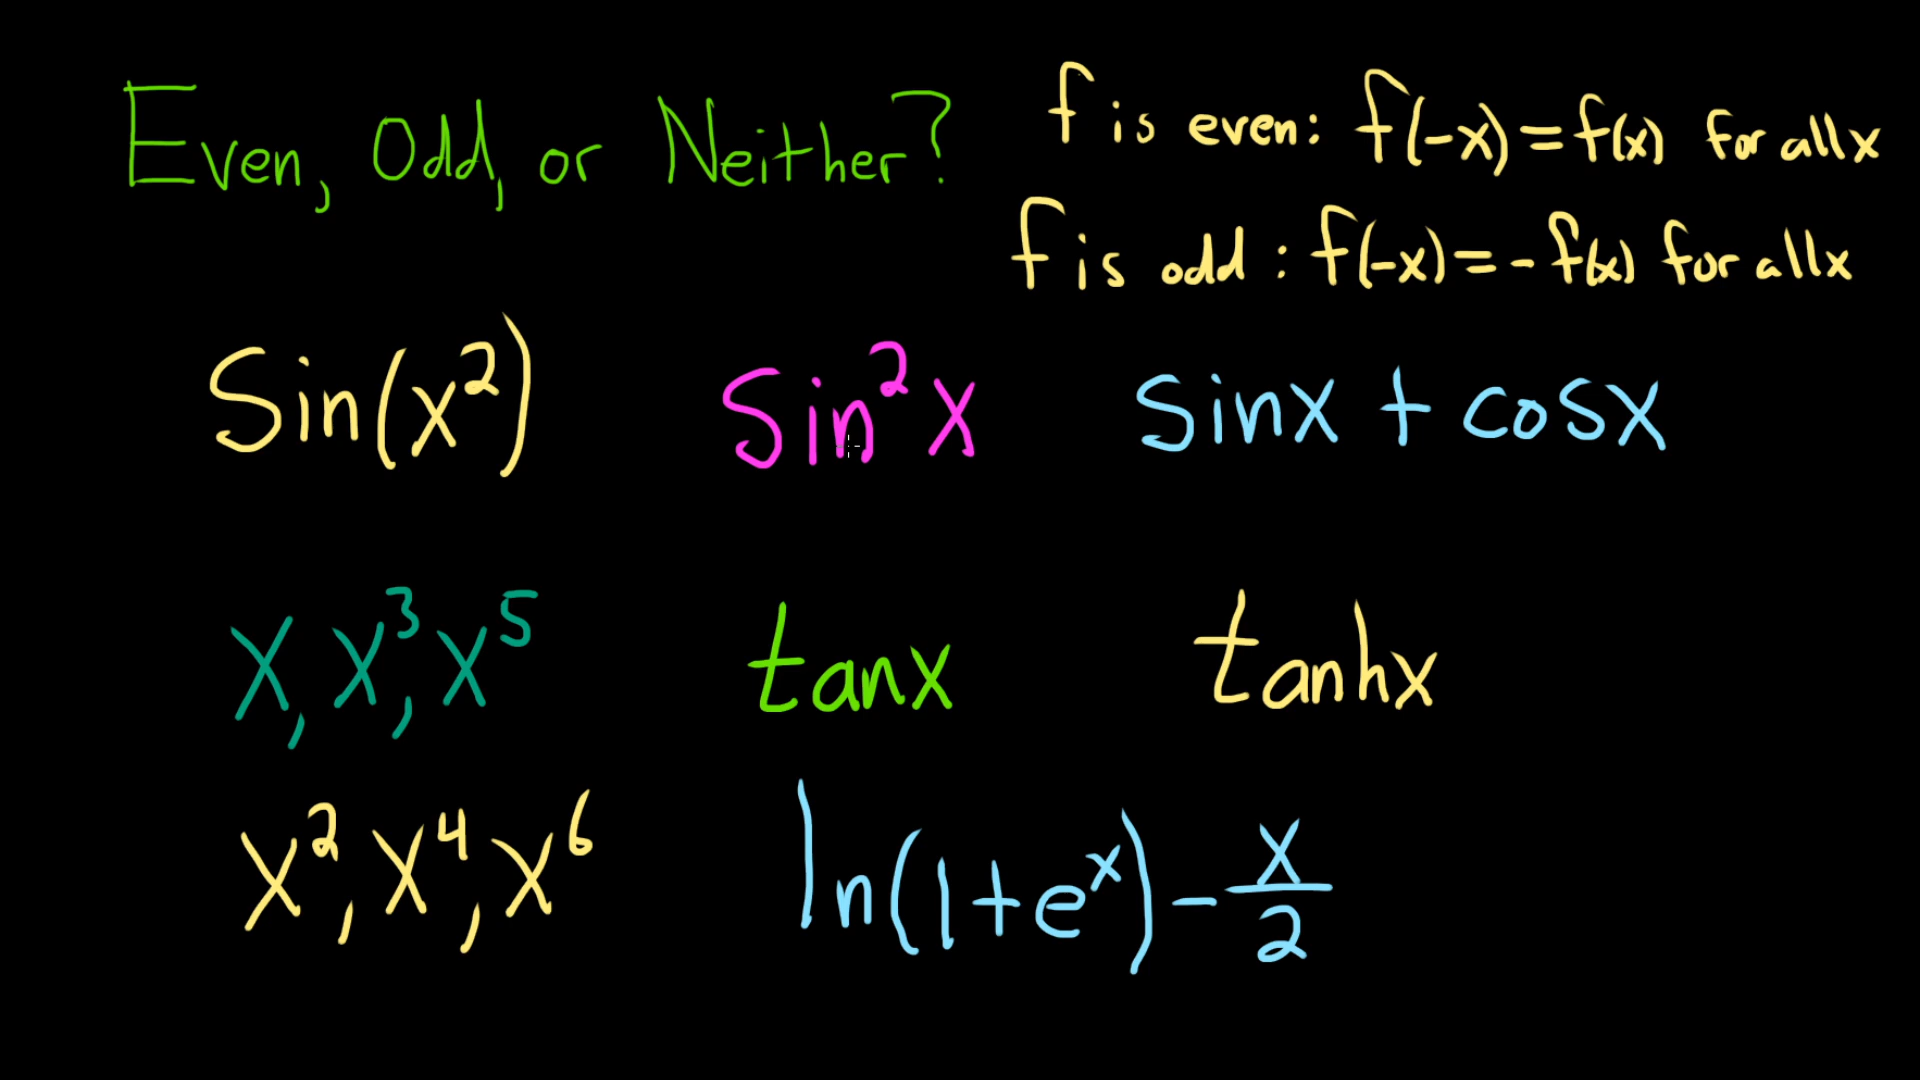 Even, Odd, or Neither?
f is even: f(-x) = f(x) for all x
f is odd: f(-x) = - f(x) for all x
Sin(x²) Sin²x sinx + cosx
x, x³, x⁵ tanx tanhx
x², x⁴, x⁶ ln(1+eˣ) - x/2